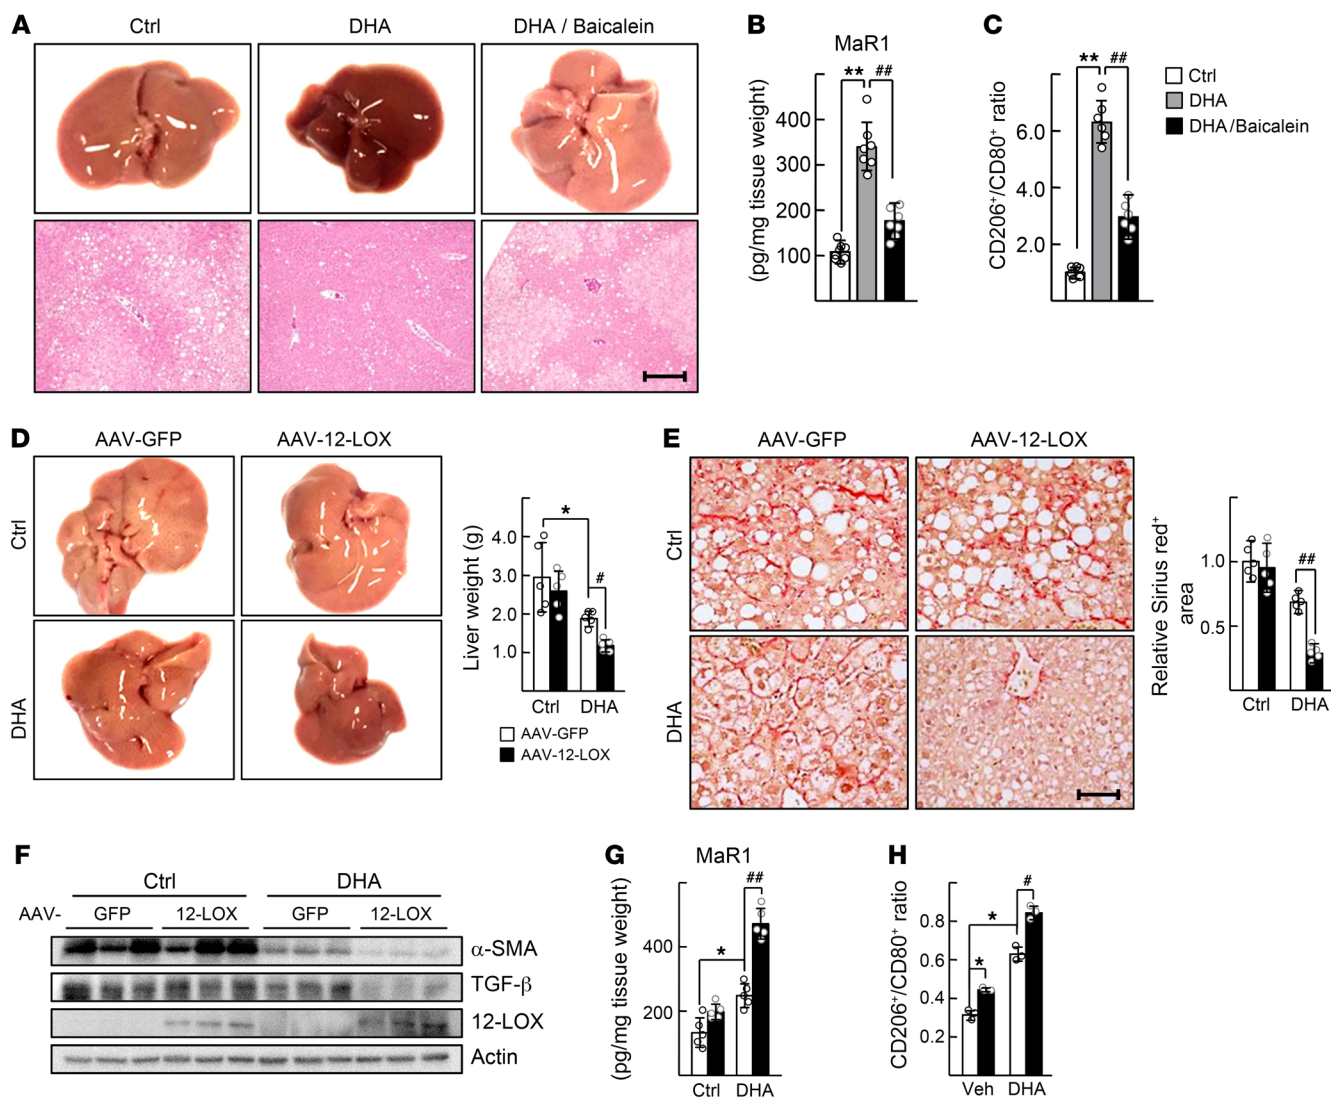 A
Ctrl
DHA
DHA / Baicalein
B
MaR1
(pg/mg tissue weight)
400
300
200
100
**
##
C
CD206⁺/CD80⁺ ratio
6.0
4.0
2.0
**
##
Ctrl
DHA
DHA/Baicalein
D
AAV-GFP
AAV-12-LOX
Ctrl
DHA
Liver weight (g)
4.0
3.0
2.0
1.0
*
#
Ctrl
DHA
AAV-GFP
AAV-12-LOX
E
AAV-GFP
AAV-12-LOX
Ctrl
DHA
Relative Sirius red⁺
area
1.0
0.5
##
Ctrl
DHA
F
Ctrl
DHA
AAV-
GFP
12-LOX
GFP
12-LOX
α-SMA
TGF-β
12-LOX
Actin
G
MaR1
(pg/mg tissue weight)
400
200
*
##
Ctrl
DHA
H
CD206⁺/CD80⁺ ratio
0.8
0.6
0.4
0.2
*
*
#
Veh
DHA